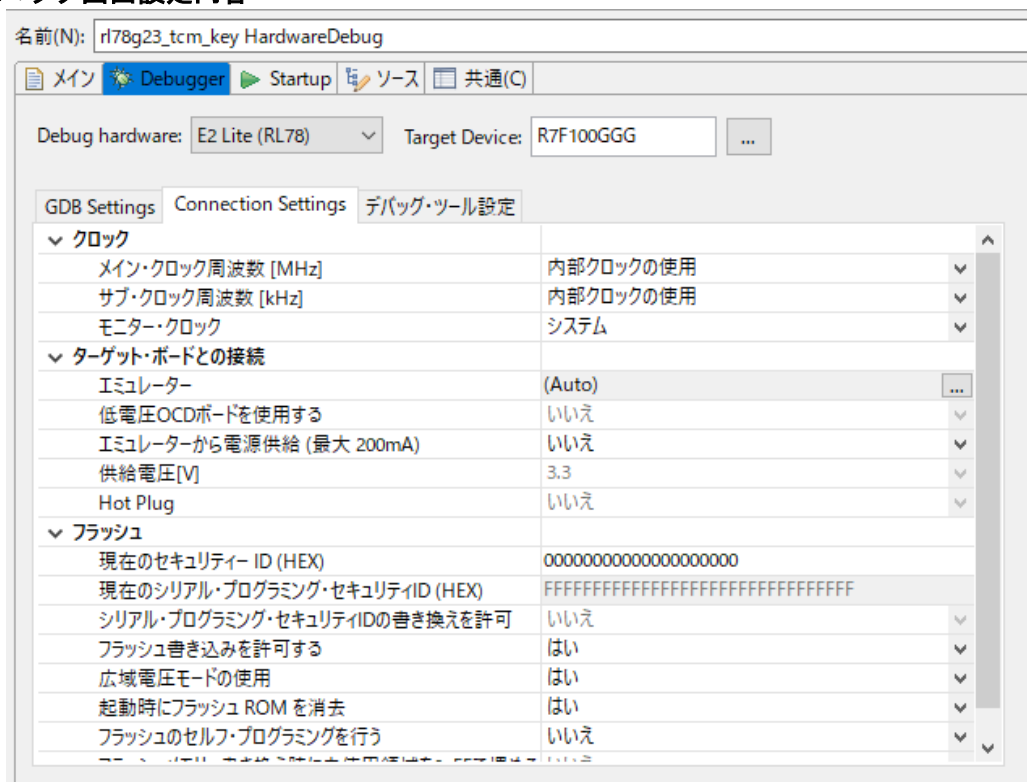 名前(N): rl78g23_tcm_key HardwareDebug
メイン Debugger Startup ソース 共通(C)
Debug hardware: E2 Lite (RL78) Target Device: R7F100GGG ...
GDB Settings Connection Settings デバッグ・ツール設定
クロック
メイン・クロック周波数 [MHz] 内部クロックの使用
サブ・クロック周波数 [kHz] 内部クロックの使用
モニター・クロック システム
ターゲット・ボードとの接続
エミュレーター (Auto) ...
低電圧OCDボードを使用する いいえ
エミュレーターから電源供給 (最大 200mA) いいえ
供給電圧[V] 3.3
Hot Plug いいえ
フラッシュ
現在のセキュリティー ID (HEX) 00000000000000000000
現在のシリアル・プログラミング・セキュリティID (HEX) FFFFFFFFFFFFFFFFFFFFFFFFFFFFFFFF
シリアル・プログラミング・セキュリティIDの書き換えを許可 いいえ
フラッシュ書き込みを許可する はい
広域電圧モードの使用 はい
起動時にフラッシュ ROM を消去 はい
フラッシュのセルフ・プログラミングを行う いいえ